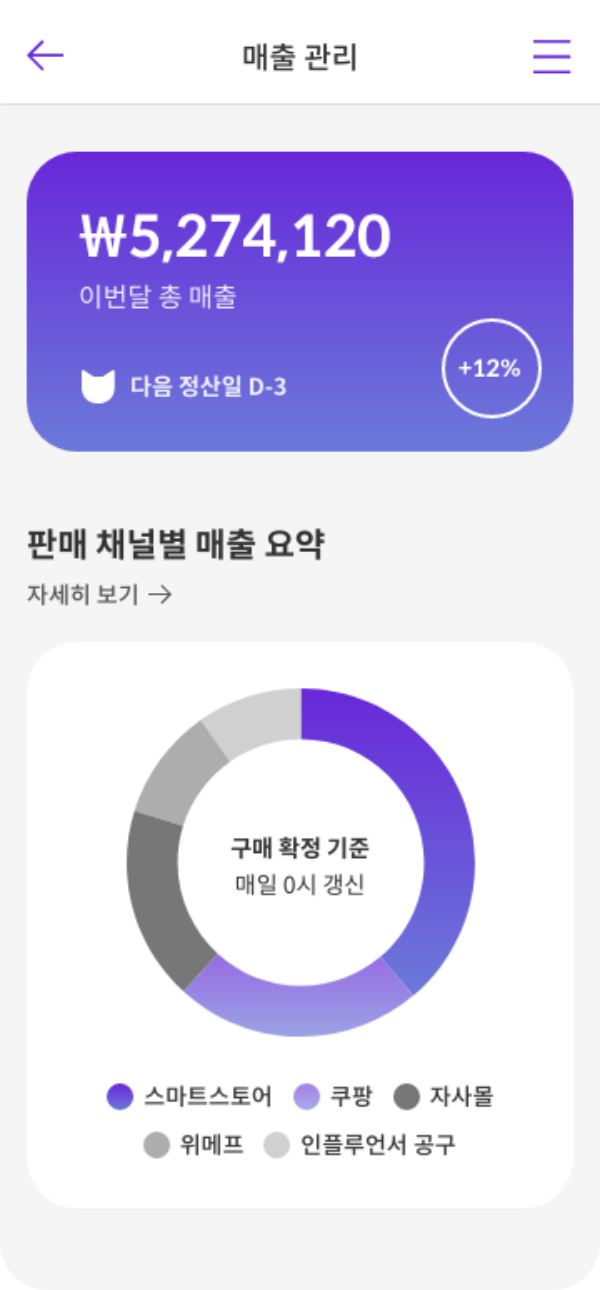 매출 관리
₩5,274,120
이번달 총 매출
다음 정산일 D-3
+12%
판매 채널별 매출 요약
자세히 보기 →
구매 확정 기준
매일 0시 갱신
스마트스토어 쿠팡 자사몰
위메프 인플루언서 공구